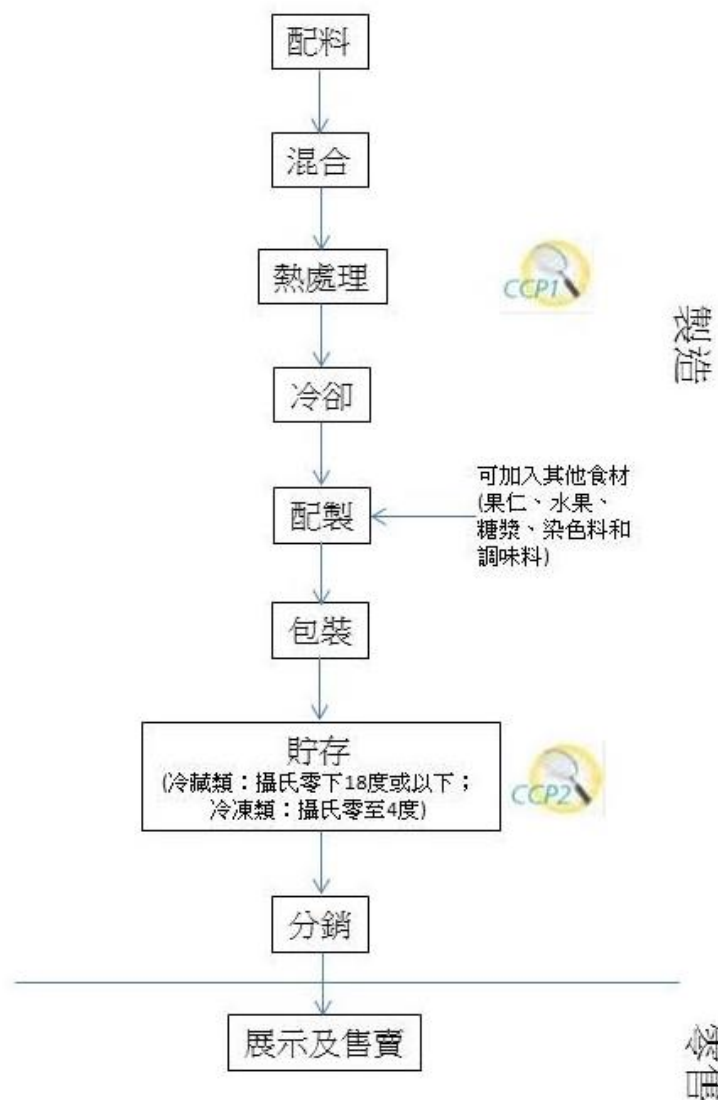 配料
混合
熱處理
CCP1
製造
冷卻
可加入其他食材
(果仁、水果、
糖漿、染色料和
調味料)
配製
包裝
貯存
(冷藏類：攝氏零下18度或以下；
冷凍類：攝氏零至4度)
CCP2
分銷
展示及售賣
零售